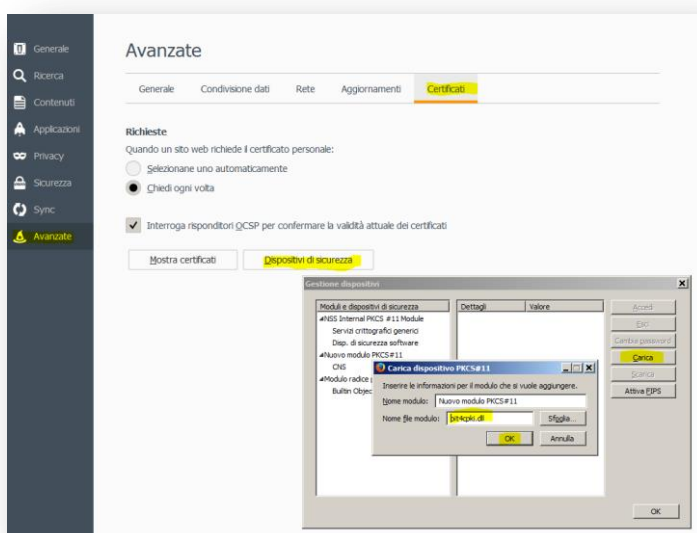 Generale
Ricerca
Contenuti
Applicazioni
Privacy
Sicurezza
Sync
Avanzate
Avanzate
Generale Condivisione dati Rete Aggiornamenti Certificati
Richieste
Quando un sito web richiede il certificato personale:
Selezionane uno automaticamente
Chiedi ogni volta
Interroga risponditori OCSP per confermare la validità attuale dei certificati
Mostra certificati Dispositivi di sicurezza
Gestione dispositivi
Moduli e dispositivi di sicurezza Dettagli Valore
NSS Internal PKCS #11 Module
Servizi crittografici generici
Disp. di sicurezza software
Nuovo modulo PKCS#11
CNS
Modulo radice
Builtin Objec
Accedi
Esci
Cambia password
Carica
Scarica
Attiva FIPS
Carica dispositivo PKCS#11
Inserire le informazioni per il modulo che si vuole aggiungere.
Nome modulo: Nuovo modulo PKCS#11
Nome file modulo: bit4cpki.dll Sfoglia...
OK Annulla
OK